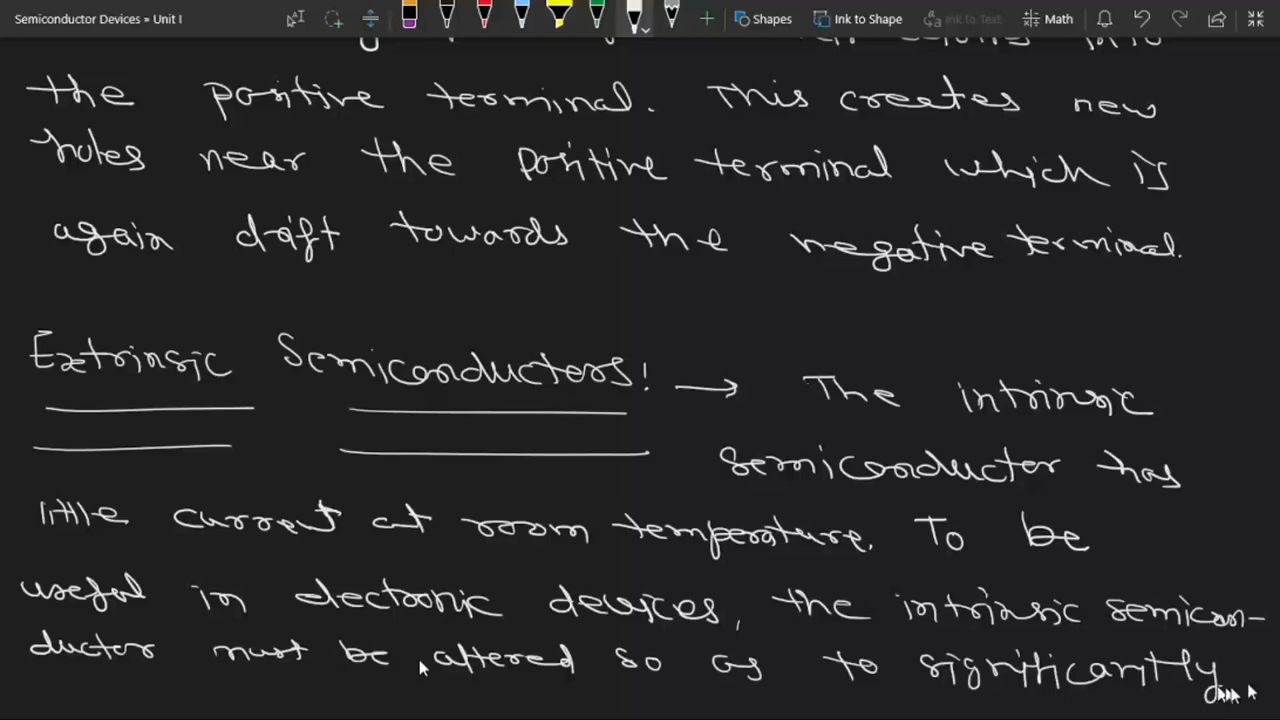 Semiconductor Devices » Unit I
Shapes
Ink to Shape
Ink to Text
Math
the positive terminal. This creates new
holes near the positive terminal which is
again drift towards the negative terminal.
Extrinsic Semiconductors! → The intrinsic
semiconductor has
little current at room temperature. To be
useful in electronic devices, the intrinsic semicon-
ductor must be altered so as to significantly